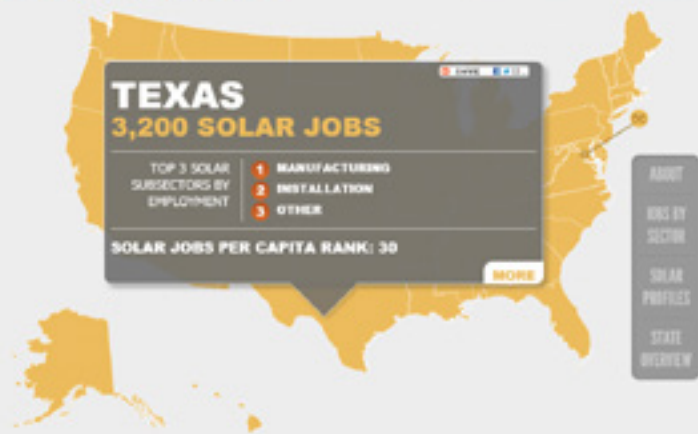 SHARE
TEXAS
3,200 SOLAR JOBS
TOP 3 SOLAR
SUBSECTORS BY
EMPLOYMENT
1 MANUFACTURING
2 INSTALLATION
3 OTHER
SOLAR JOBS PER CAPITA RANK: 30
MORE
ABOUT
JOBS BY
SECTOR
SOLAR
PROFILES
STATE
OVERVIEW